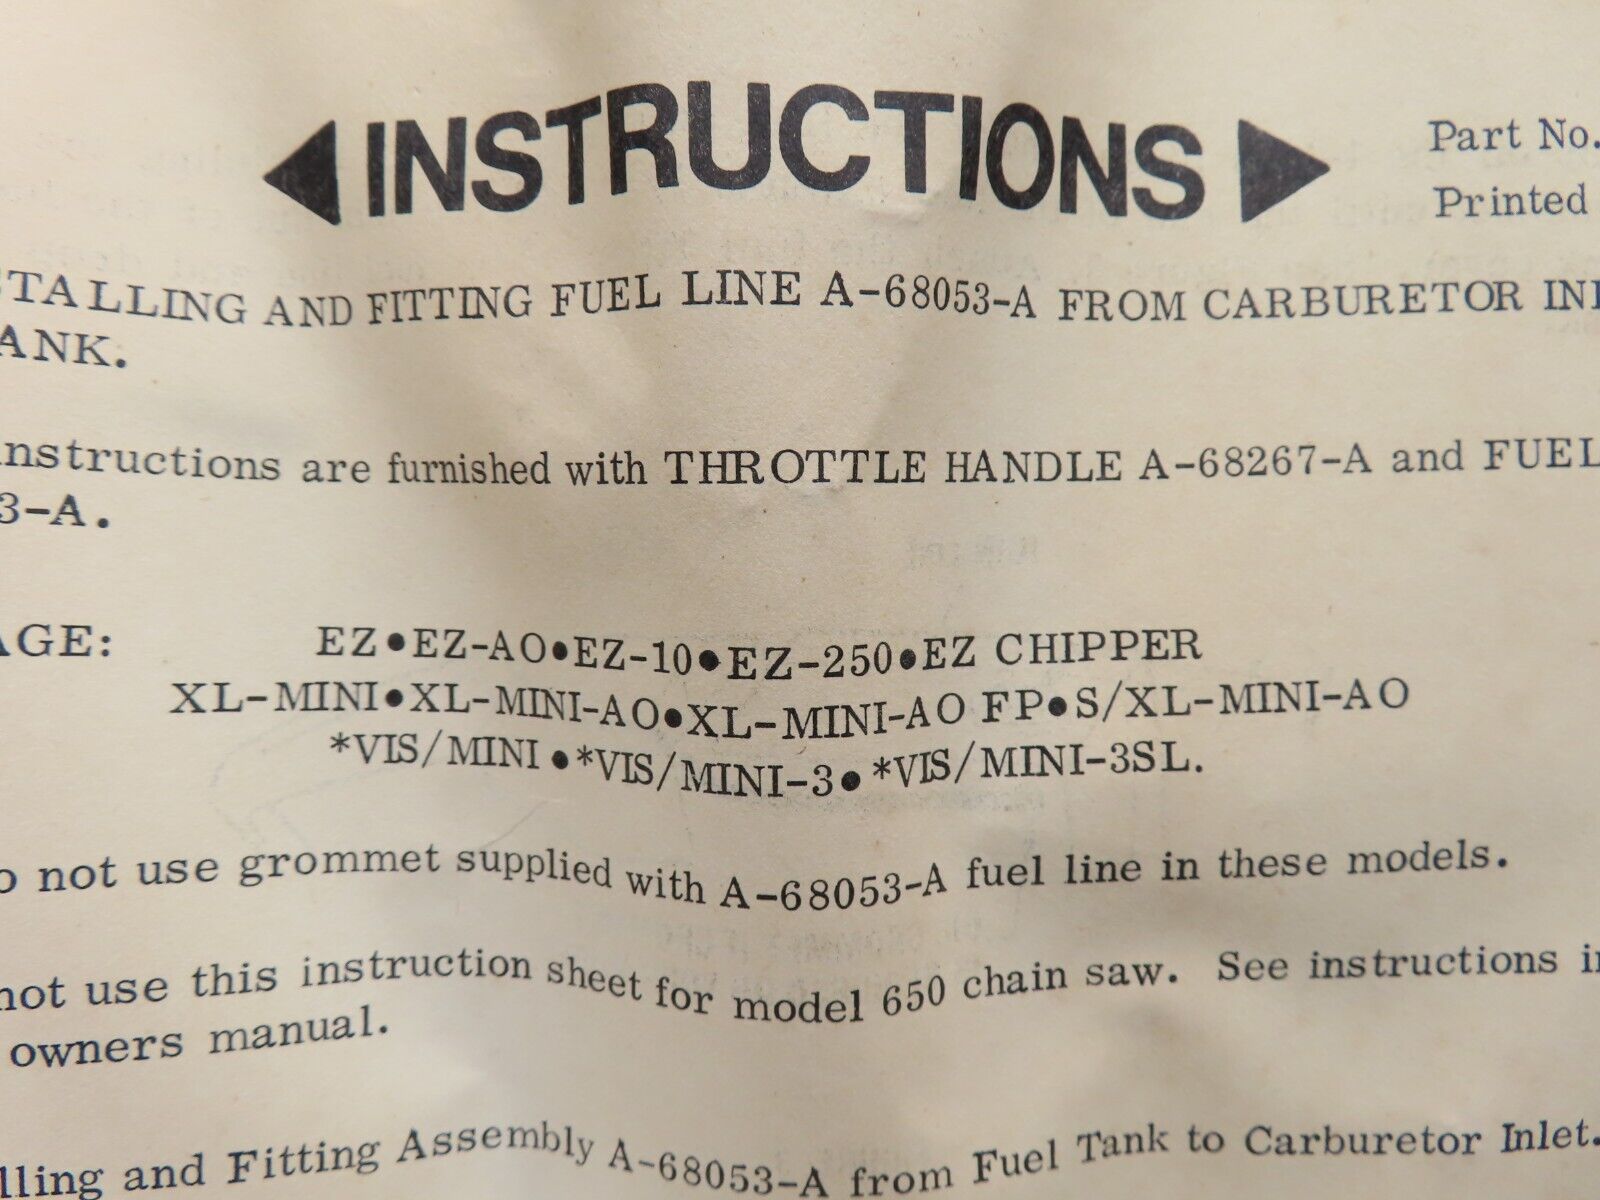 INSTRUCTIONS
Part No.
Printed
STALLING AND FITTING FUEL LINE A-68053-A FROM CARBURETOR INL
ANK.
nstructions are furnished with THROTTLE HANDLE A-68267-A and FUEL
3-A.
AGE: EZ•EZ-AO•EZ-10•EZ-250•EZ CHIPPER
XL-MINI•XL-MINI-AO•XL-MINI-AO FP•S/XL-MINI-AO
*VIS/MINI•*VIS/MINI-3•*VIS/MINI-3SL.
o not use grommet supplied with A-68053-A fuel line in these models.
not use this instruction sheet for model 650 chain saw. See instructions in
owners manual.
lling and Fitting Assembly A-68053-A from Fuel Tank to Carburetor Inlet.